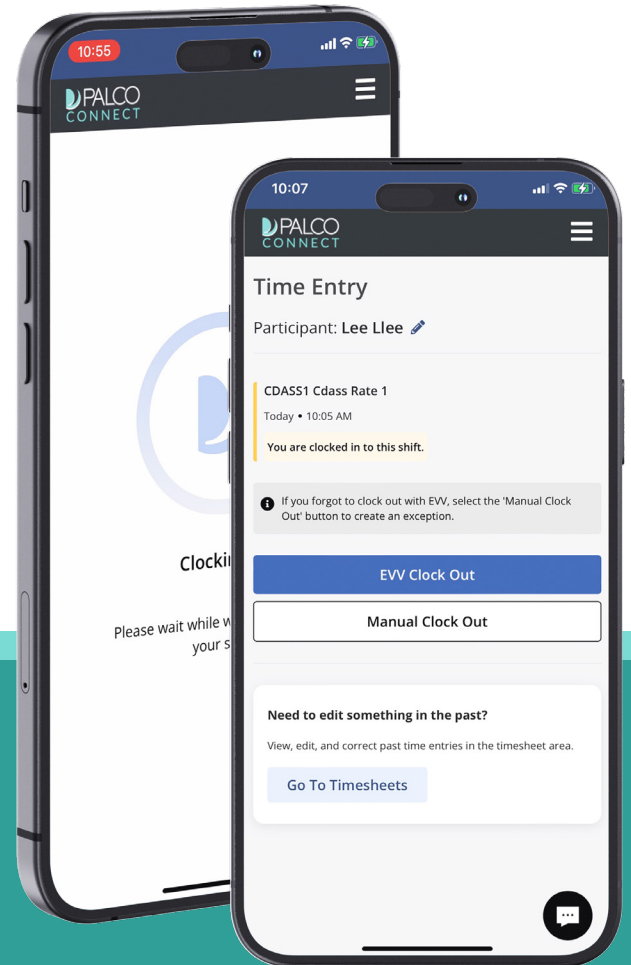 10:55
PALCO
CONNECT
Please wait while
your
10:07
PALCO
CONNECT
Time Entry
Participant: Lee Llee
CDASS1 Cdass Rate 1
Today • 10:05 AM
You are clocked in to this shift.
If you forgot to clock out with EVV, select the 'Manual Clock
Out' button to create an exception.
EVV Clock Out
Manual Clock Out
Need to edit something in the past?
View, edit, and correct past time entries in the timesheet area.
Go To Timesheets